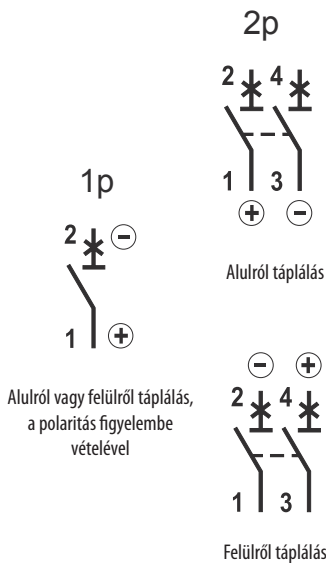 2p
2 4
1 3
+ −
Alulról táplálás
1p
2 −
1 +
Alulról vagy felülről táplálás,
a polaritás figyelembe
vételével
− +
2 4
1 3
Felülről táplálás